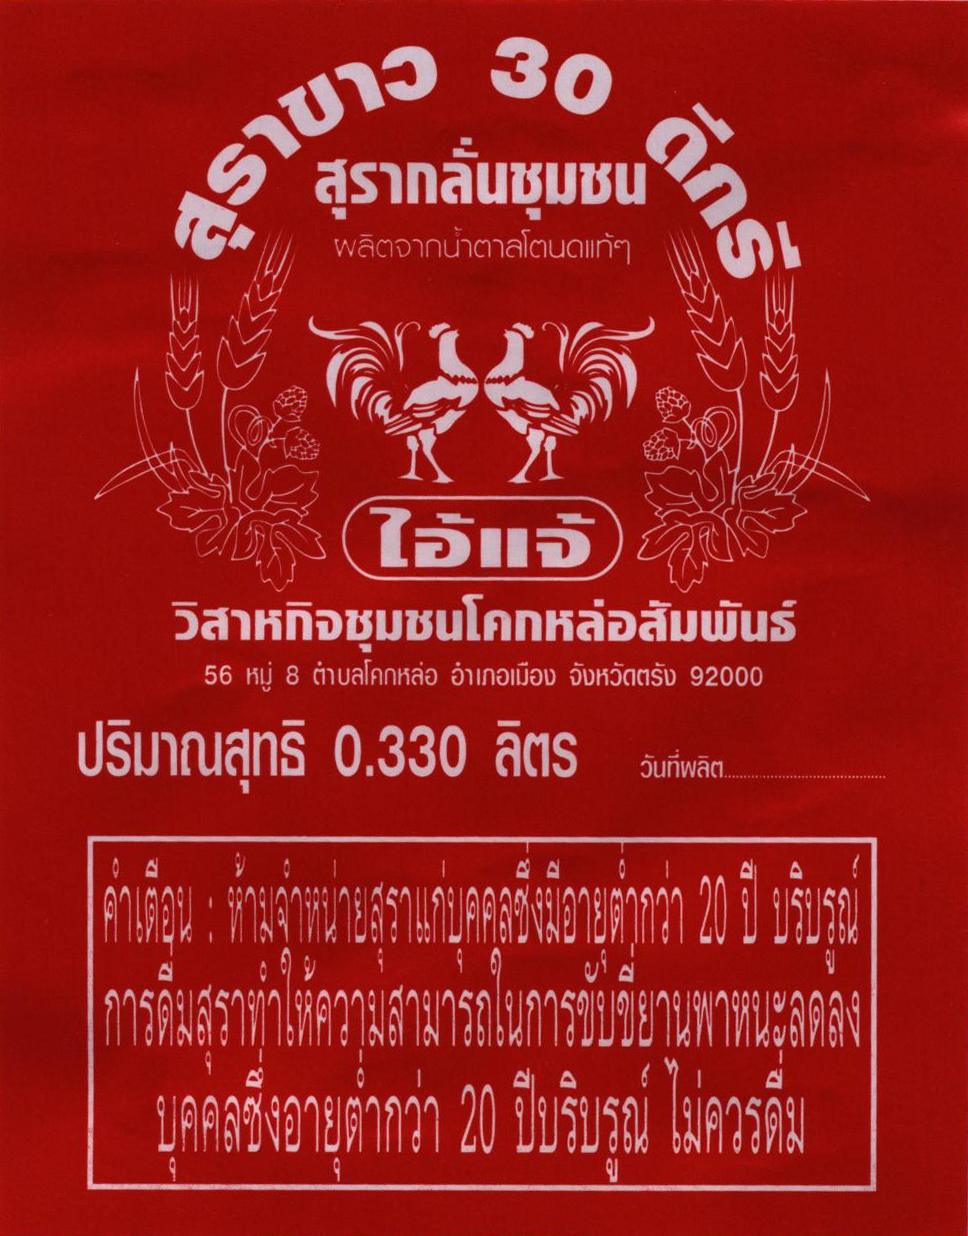 สุราขาว 30 ดีกรี
สุรากลั่นชุมชน
ผลิตจากน้ำตาลโตนดแท้ๆ
ไอ้แจ้
วิสาหกิจชุมชนโคกหล่อสัมพันธ์
56 หมู่ 8 ตำบลโคกหล่อ อำเภอเมือง จังหวัดตรัง 92000
ปริมาณสุทธิ 0.330 ลิตร วันที่ผลิต..............................
คำเตือน : ห้ามจำหน่ายสุราแก่บุคคลซึ่งมีอายุต่ำกว่า 20 ปี บริบรูณ์
การดื่มสุราทำให้ความสามารถในการขับขี่ยานพาหนะลดลง
บุคคลซึ่งอายุต่ำกว่า 20 ปีบริบรูณ์ ไม่ควรดื่ม